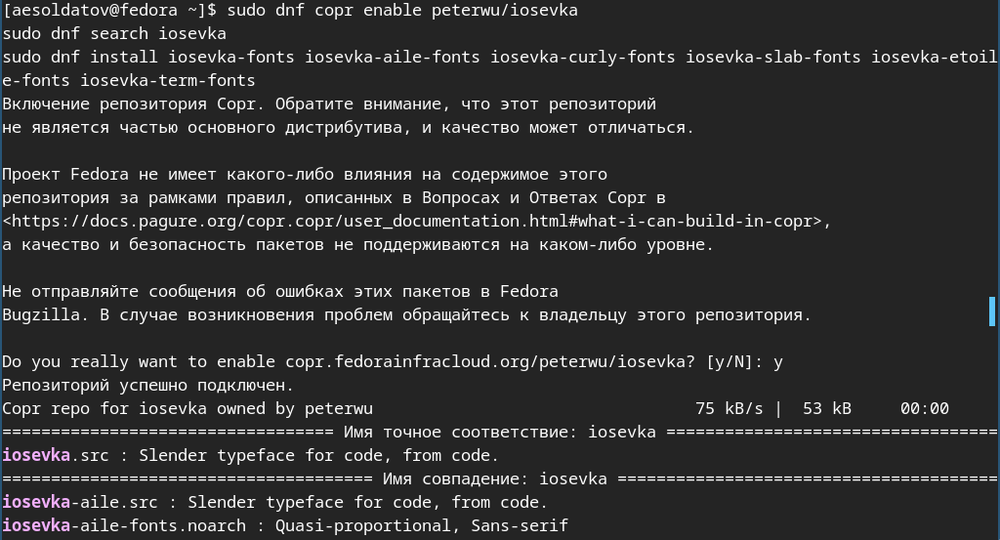 [aesoldatov@fedora ~]$ sudo dnf copr enable peterwu/iosevka
sudo dnf search iosevka
sudo dnf install iosevka-fonts iosevka-aile-fonts iosevka-curly-fonts iosevka-slab-fonts iosevka-etoil
e-fonts iosevka-term-fonts
Включение репозитория Copr. Обратите внимание, что этот репозиторий
не является частью основного дистрибутива, и качество может отличаться.
Проект Fedora не имеет какого-либо влияния на содержимое этого
репозитория за рамками правил, описанных в Вопросах и Ответах Copr в
<https://docs.pagure.org/copr.copr/user_documentation.html#what-i-can-build-in-copr>,
а качество и безопасность пакетов не поддерживаются на каком-либо уровне.
Не отправляйте сообщения об ошибках этих пакетов в Fedora
Bugzilla. В случае возникновения проблем обращайтесь к владельцу этого репозитория.
Do you really want to enable copr.fedorainfracloud.org/peterwu/iosevka? [y/N]: y
Репозиторий успешно подключен.
Copr repo for iosevka owned by peterwu                                 75 kB/s |  53 kB     00:00
================================== Имя точное соответствие: iosevka ==================================
iosevka.src : Slender typeface for code, from code.
====================================== Имя совпадение: iosevka =======================================
iosevka-aile.src : Slender typeface for code, from code.
iosevka-aile-fonts.noarch : Quasi-proportional, Sans-serif